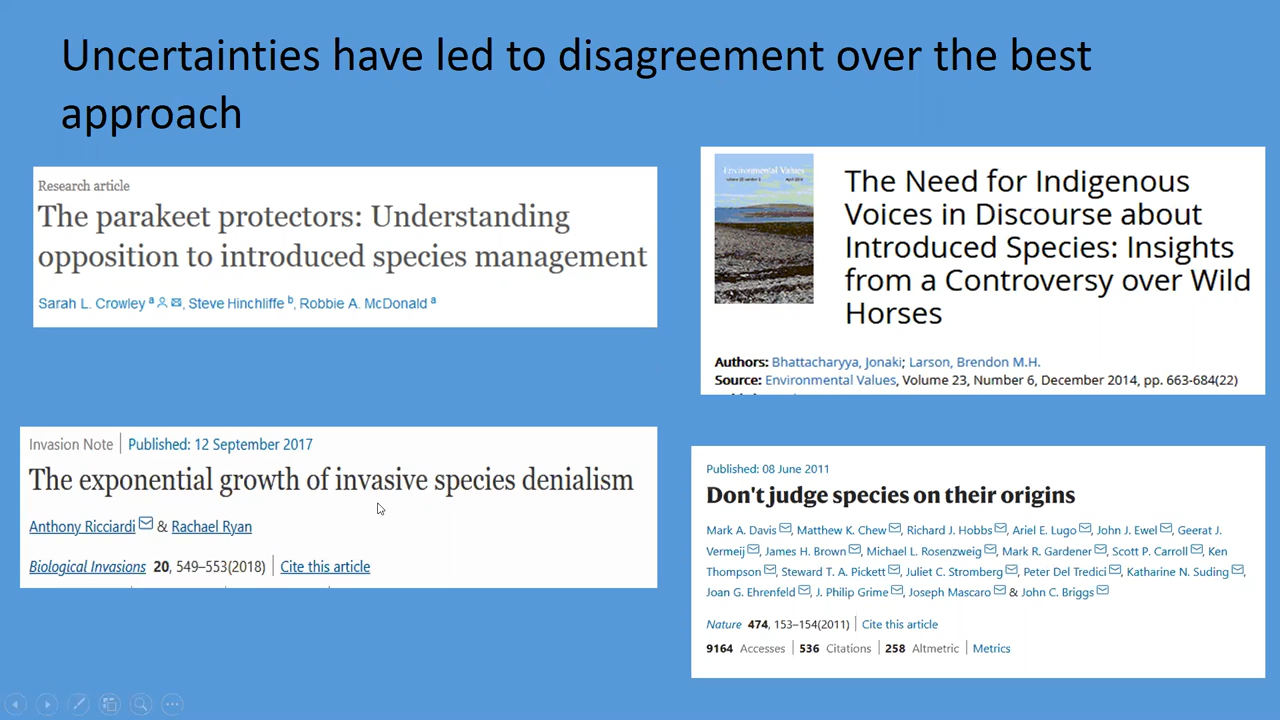 Uncertainties have led to disagreement over the best
approach
Research article
The parakeet protectors: Understanding
opposition to introduced species management
Sarah L. Crowley a, Steve Hinchliffe b, Robbie A. McDonald a
Environmental Values
The Need for Indigenous
Voices in Discourse about
Introduced Species: Insights
from a Controversy over Wild
Horses
Authors: Bhattacharyya, Jonaki; Larson, Brendon M.H.
Source: Environmental Values, Volume 23, Number 6, December 2014, pp. 663-684(22)
Invasion Note | Published: 12 September 2017
The exponential growth of invasive species denialism
Anthony Ricciardi & Rachael Ryan
Biological Invasions 20, 549–553(2018) | Cite this article
Published: 08 June 2011
Don't judge species on their origins
Mark A. Davis, Matthew K. Chew, Richard J. Hobbs, Ariel E. Lugo, John J. Ewel, Geerat J.
Vermeij, James H. Brown, Michael L. Rosenzweig, Mark R. Gardener, Scott P. Carroll, Ken
Thompson, Steward T. A. Pickett, Juliet C. Stromberg, Peter Del Tredici, Katharine N. Suding,
Joan G. Ehrenfeld, J. Philip Grime, Joseph Mascaro & John C. Briggs
Nature 474, 153–154(2011) | Cite this article
9164 Accesses | 536 Citations | 258 Altmetric | Metrics